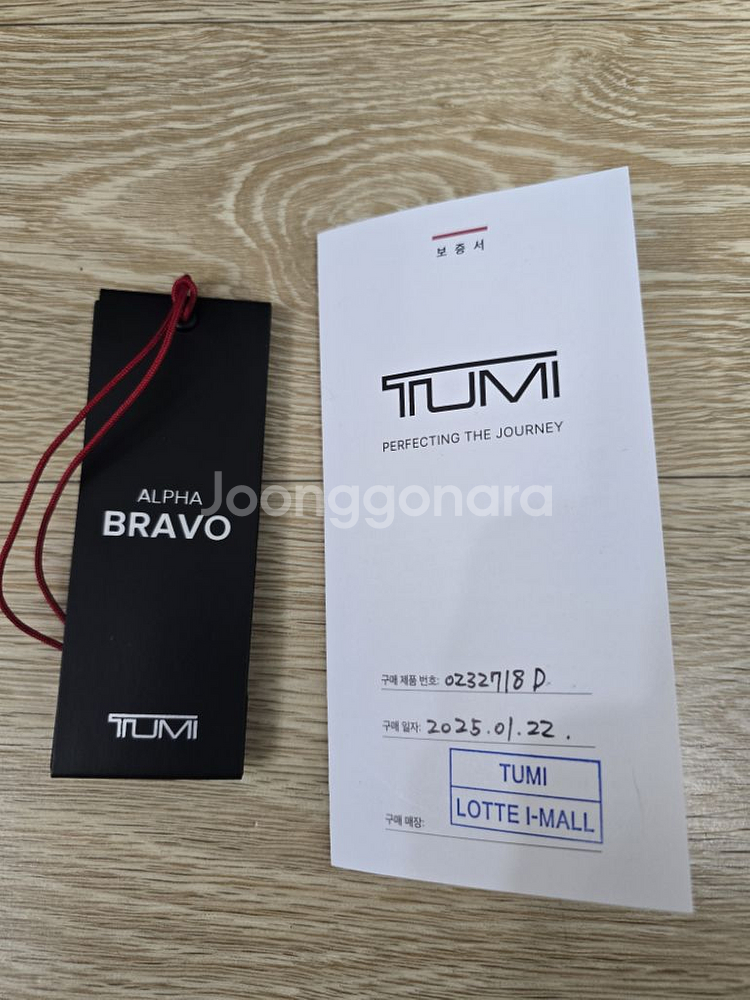 ALPHA
BRAVO
TUMI
보증서
TUMI
PERFECTING THE JOURNEY
구매 제품 번호: 0232718 D
구매 일자: 2025.01.22.
구매 매장:
TUMI
LOTTE I-MALL
Joonggonara